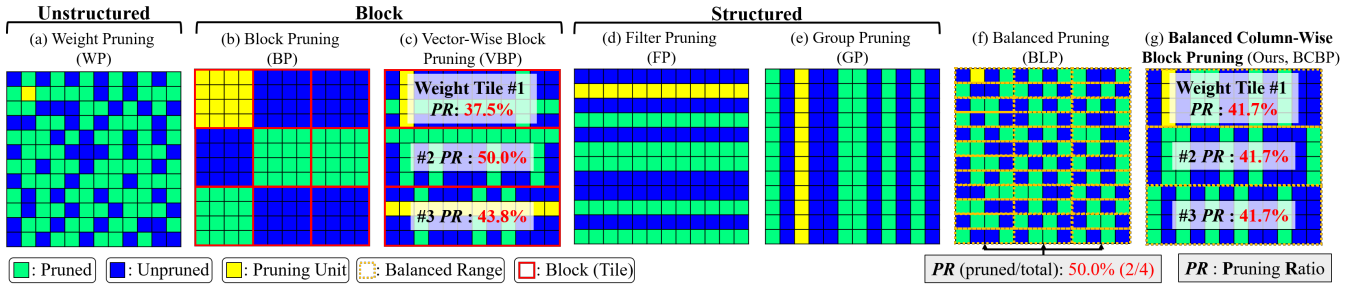 Unstructured
Block
Structured
(a) Weight Pruning
(WP)
(b) Block Pruning
(BP)
(c) Vector-Wise Block
Pruning (VBP)
(d) Filter Pruning
(FP)
(e) Group Pruning
(GP)
(f) Balanced Pruning
(BLP)
(g) Balanced Column-Wise
Block Pruning (Ours, BCBP)
Weight Tile #1
PR: 37.5%
#2 PR : 50.0%
#3 PR : 43.8%
Weight Tile #1
PR: 41.7%
#2 PR : 41.7%
#3 PR : 41.7%
: Pruned
: Unpruned
: Pruning Unit
: Balanced Range
: Block (Tile)
PR (pruned/total): 50.0% (2/4)
PR : Pruning Ratio